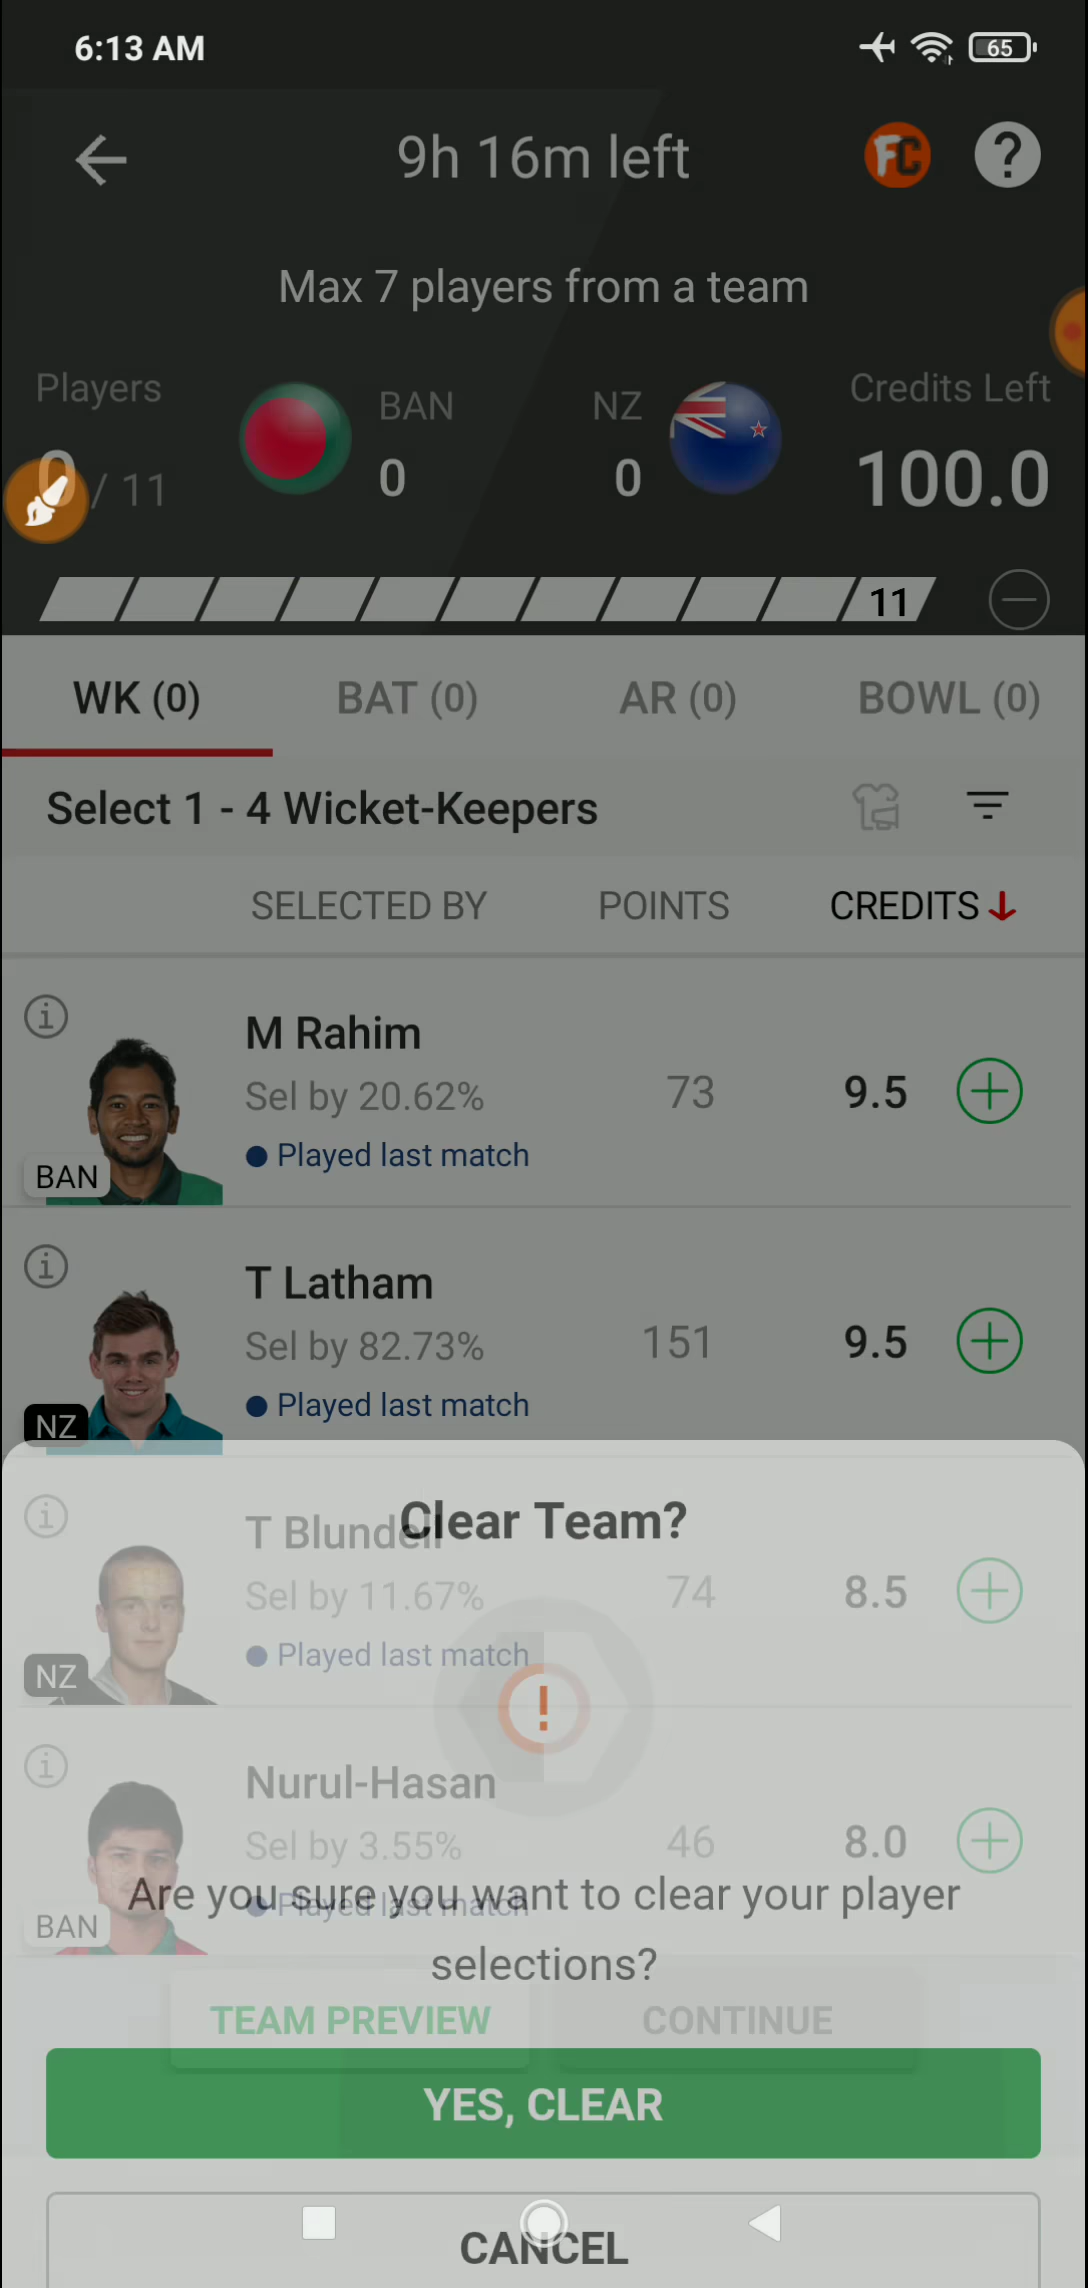 6:13 AM
65
9h 16m left
FC
?
Max 7 players from a team
Players
BAN
NZ
Credits Left
0 / 11
0
0
100.0
11
WK (0)
BAT (0)
AR (0)
BOWL (0)
Select 1 - 4 Wicket-Keepers
SELECTED BY
POINTS
CREDITS
M Rahim
Sel by 20.62%
73
9.5
Played last match
BAN
T Latham
Sel by 82.73%
151
9.5
Played last match
NZ
Clear Team?
T Blundell
Sel by 11.67%
74
8.5
Played last match
NZ
!
Nurul-Hasan
Sel by 3.55%
46
8.0
Played last match
BAN
Are you sure you want to clear your player
selections?
TEAM PREVIEW
CONTINUE
YES, CLEAR
CANCEL